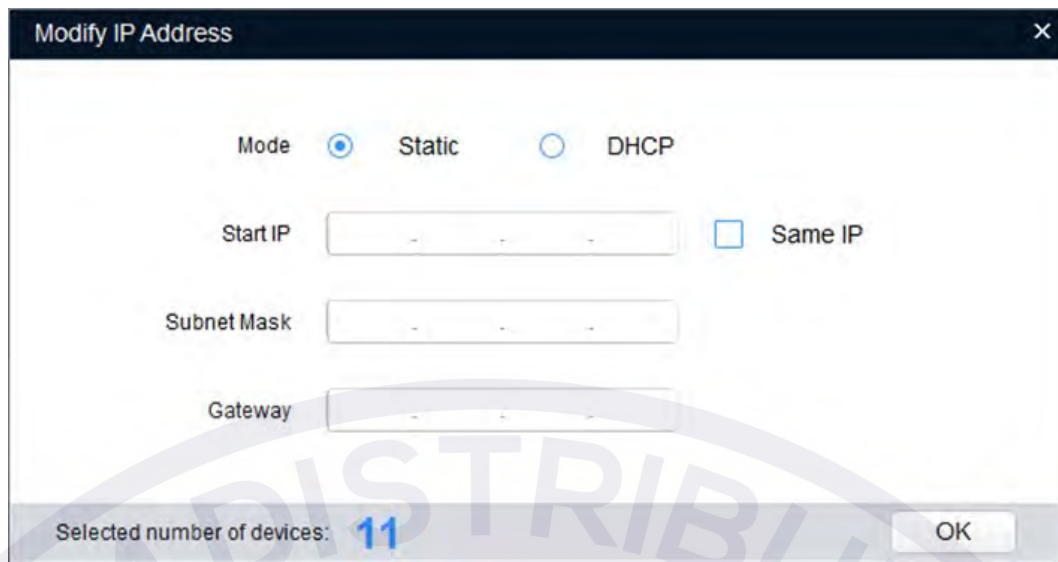 Modify IP Address
Mode Static DHCP
Start IP . . . Same IP
Subnet Mask . . .
Gateway . . .
Selected number of devices: 11 OK